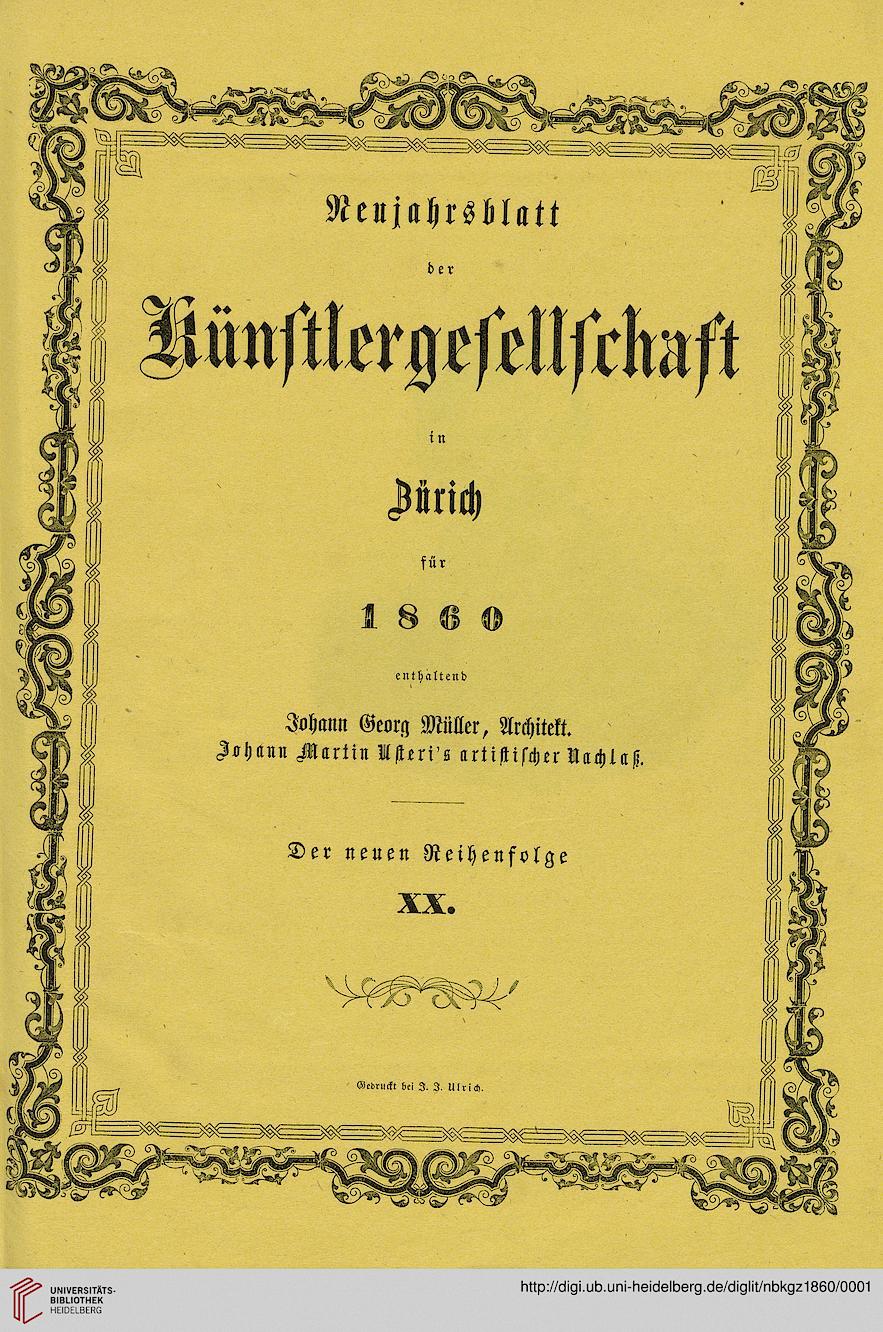 Neujahrsblatt
der
Künſtlergeſellſchaft
in
Zürich
für
1860
enthaltend
Johann Georg Müller, Architekt.
Johann Martin Uſteri's artiſtiſcher Nachlaß.
Der neuen Reihenfolge
XX.
Gedruckt bei J. J. Ulrich.
UNIVERSITÄTS-
BIBLIOTHEK
HEIDELBERG
http://digi.ub.uni-heidelberg.de/diglit/nbkgz1860/0001